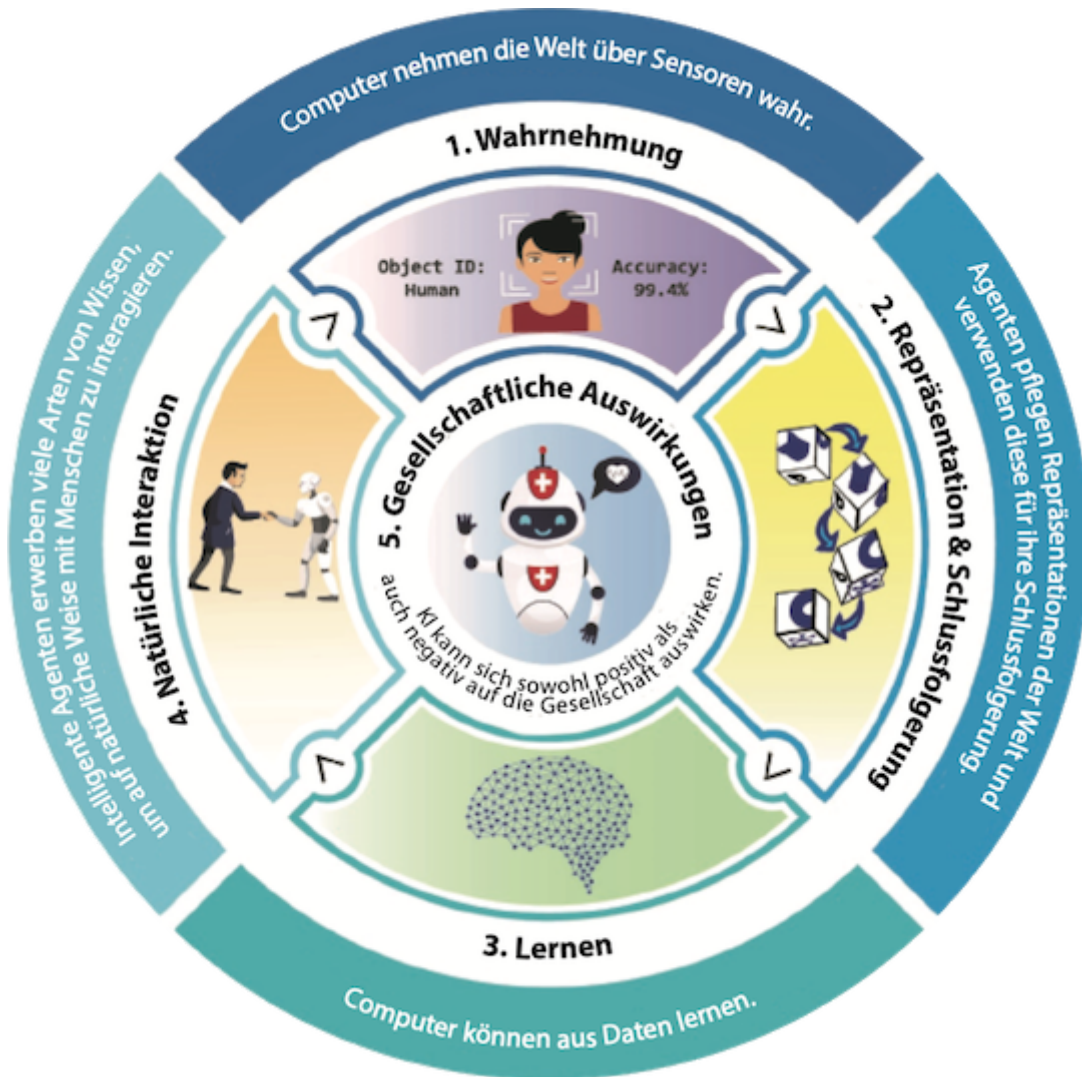 Computer nehmen die Welt über Sensoren wahr.
1. Wahrnehmung
Object ID:
Human
Accuracy:
99.4%
Agenten pflegen Repräsentationen der Welt und
verwenden diese für ihre Schlussfolgerung.
2. Repräsentation & Schlussfolgerung
Computer können aus Daten lernen.
3. Lernen
Intelligente Agenten erwerben viele Arten von Wissen,
um auf natürliche Weise mit Menschen zu interagieren.
4. Natürliche Interaktion
5. Gesellschaftliche Auswirkungen
KI kann sich sowohl positiv als
auch negativ auf die Gesellschaft auswirken.